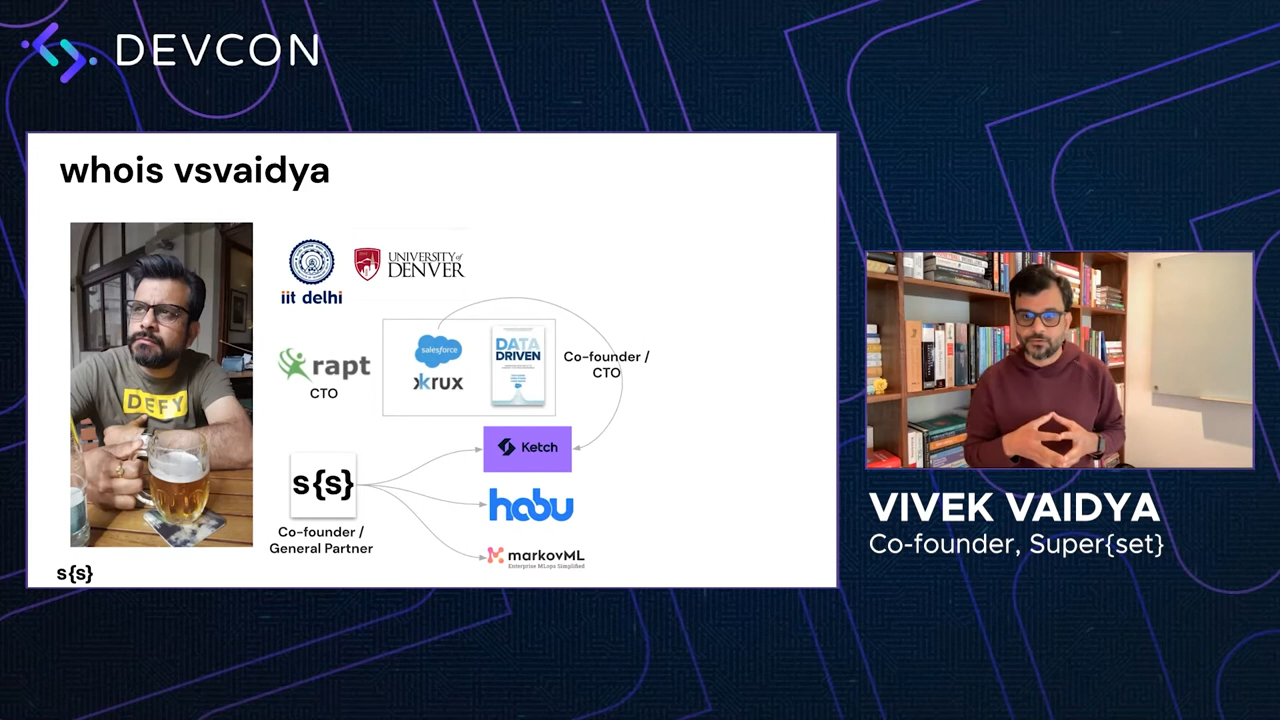 DEVCON
whois vsvaidya
iit delhi
UNIVERSITY of
DENVER
rapt
CTO
salesforce
krux
DATA
DRIVEN
Co-founder /
CTO
DEFY
Ketch
s{s}
habu
Co-founder /
General Partner
markovML
Enterprise MLops Simplified
s{s}
VIVEK VAIDYA
Co-founder, Super{set}